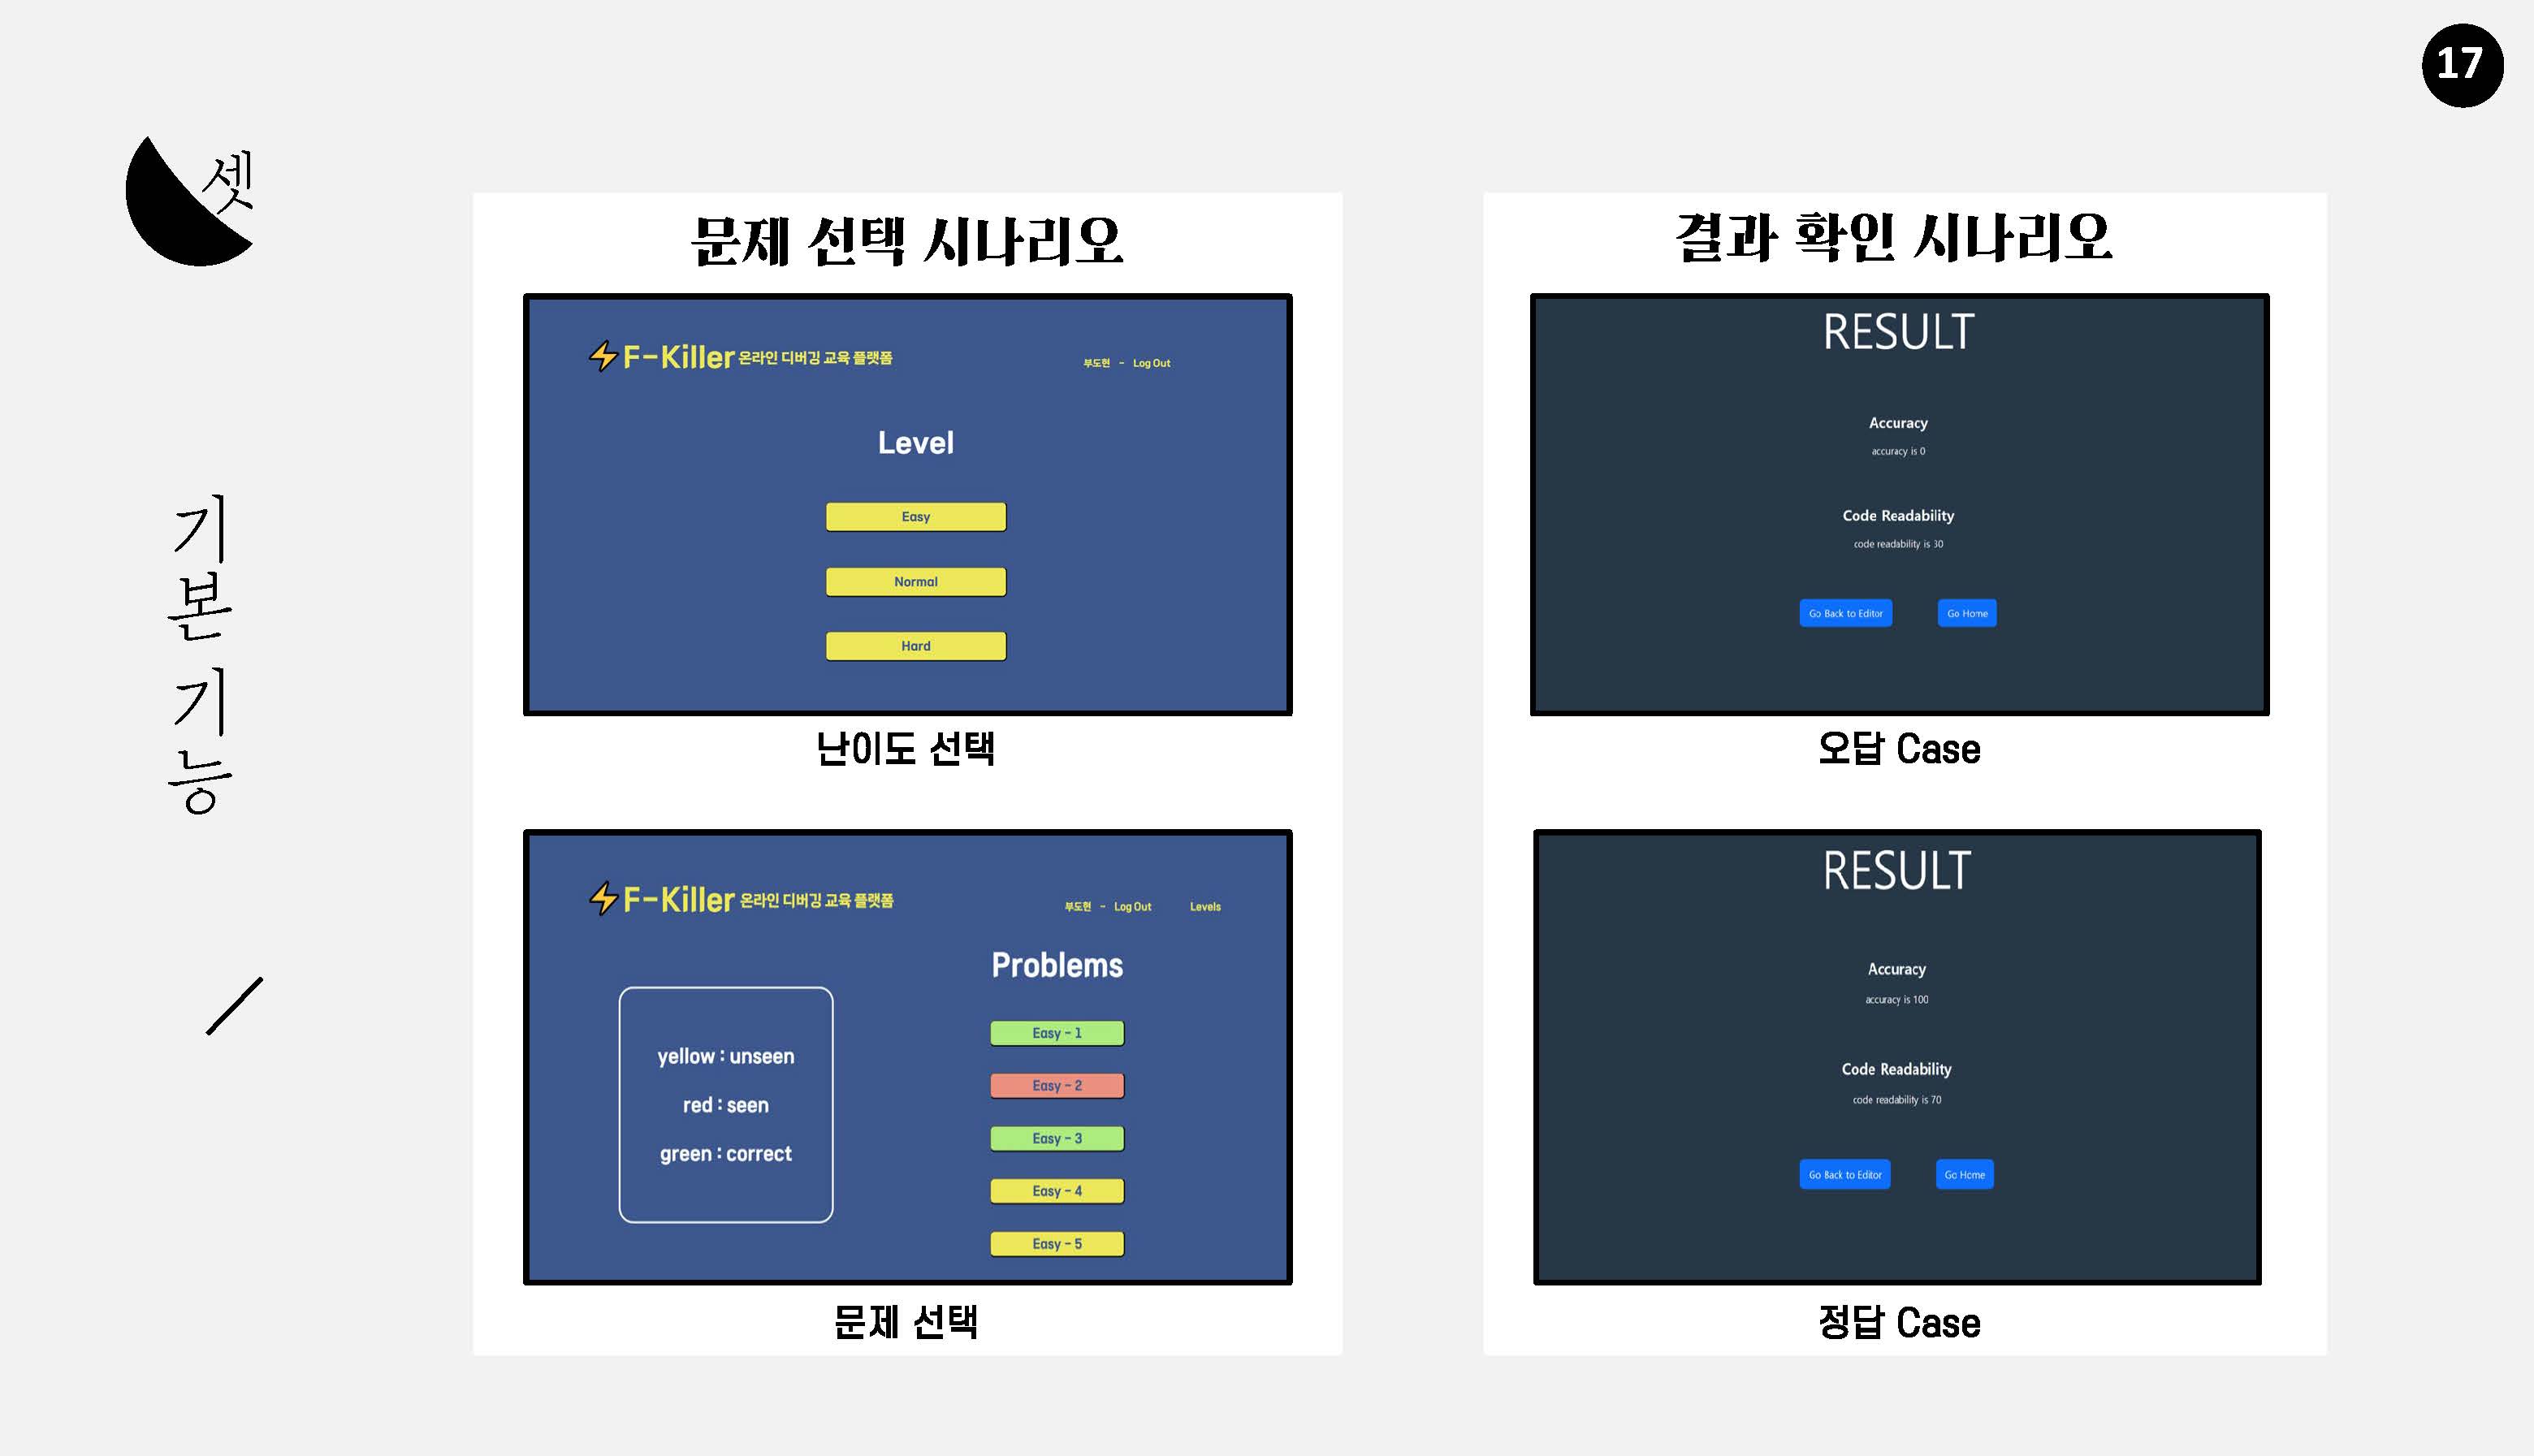 17
셋
기본 기능
문제 선택 시나리오
F-Killer 온라인 디버깅 교육 플랫폼
부도현 - Log Out
Level
Easy
Normal
Hard
난이도 선택
F-Killer 온라인 디버깅 교육 플랫폼
부도현 - Log Out Levels
Problems
yellow : unseen
red : seen
green : correct
Easy - 1
Easy - 2
Easy - 3
Easy - 4
Easy - 5
문제 선택
결과 확인 시나리오
RESULT
Accuracy
accuracy is 0
Code Readability
code readability is 30
Go Back to Editor Go Home
오답 Case
RESULT
Accuracy
accuracy is 100
Code Readability
code readability is 70
Go Back to Editor Go Home
정답 Case